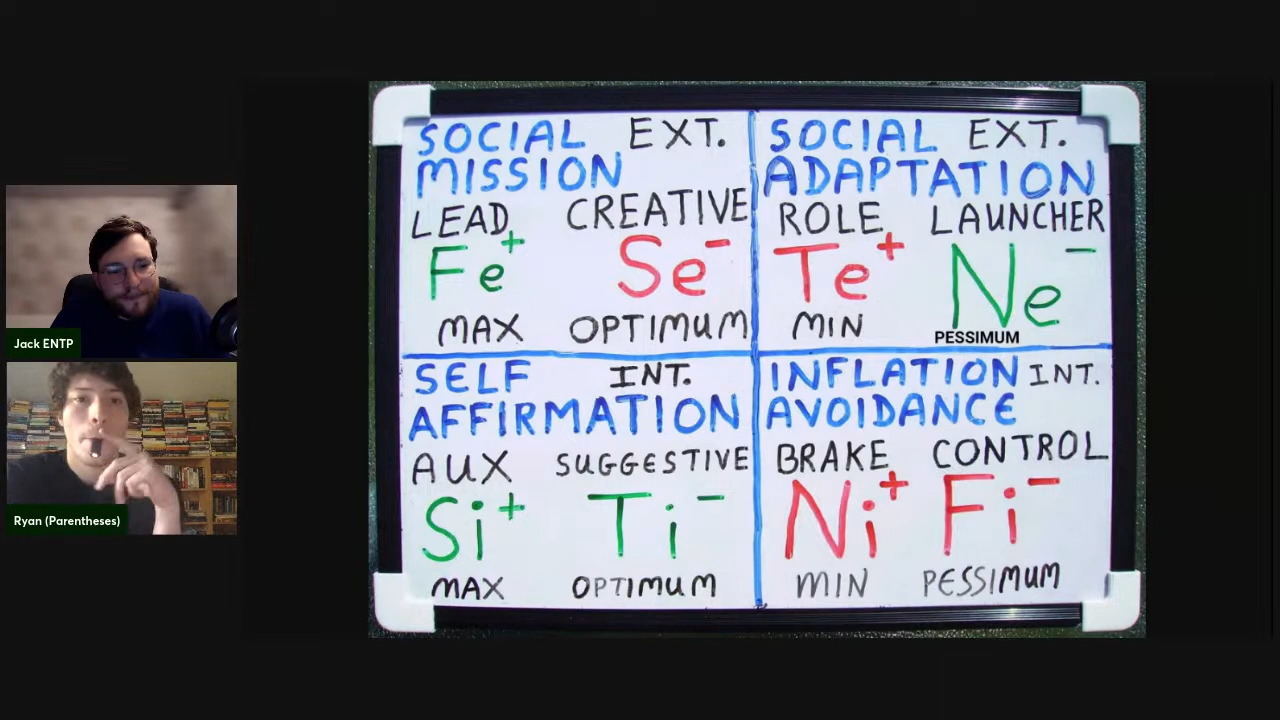 SOCIAL EXT.
MISSION
LEAD CREATIVE
Fe+ Se-
MAX OPTIMUM
SOCIAL EXT.
ADAPTATION
ROLE LAUNCHER
Te+ Ne-
MIN PESSIMUM
SELF INT.
AFFIRMATION
AUX SUGGESTIVE
Si+ Ti-
MAX OPTIMUM
INFLATION INT.
AVOIDANCE
BRAKE CONTROL
Ni+ Fi-
MIN PESSIMUM
Jack ENTP
Ryan (Parentheses)